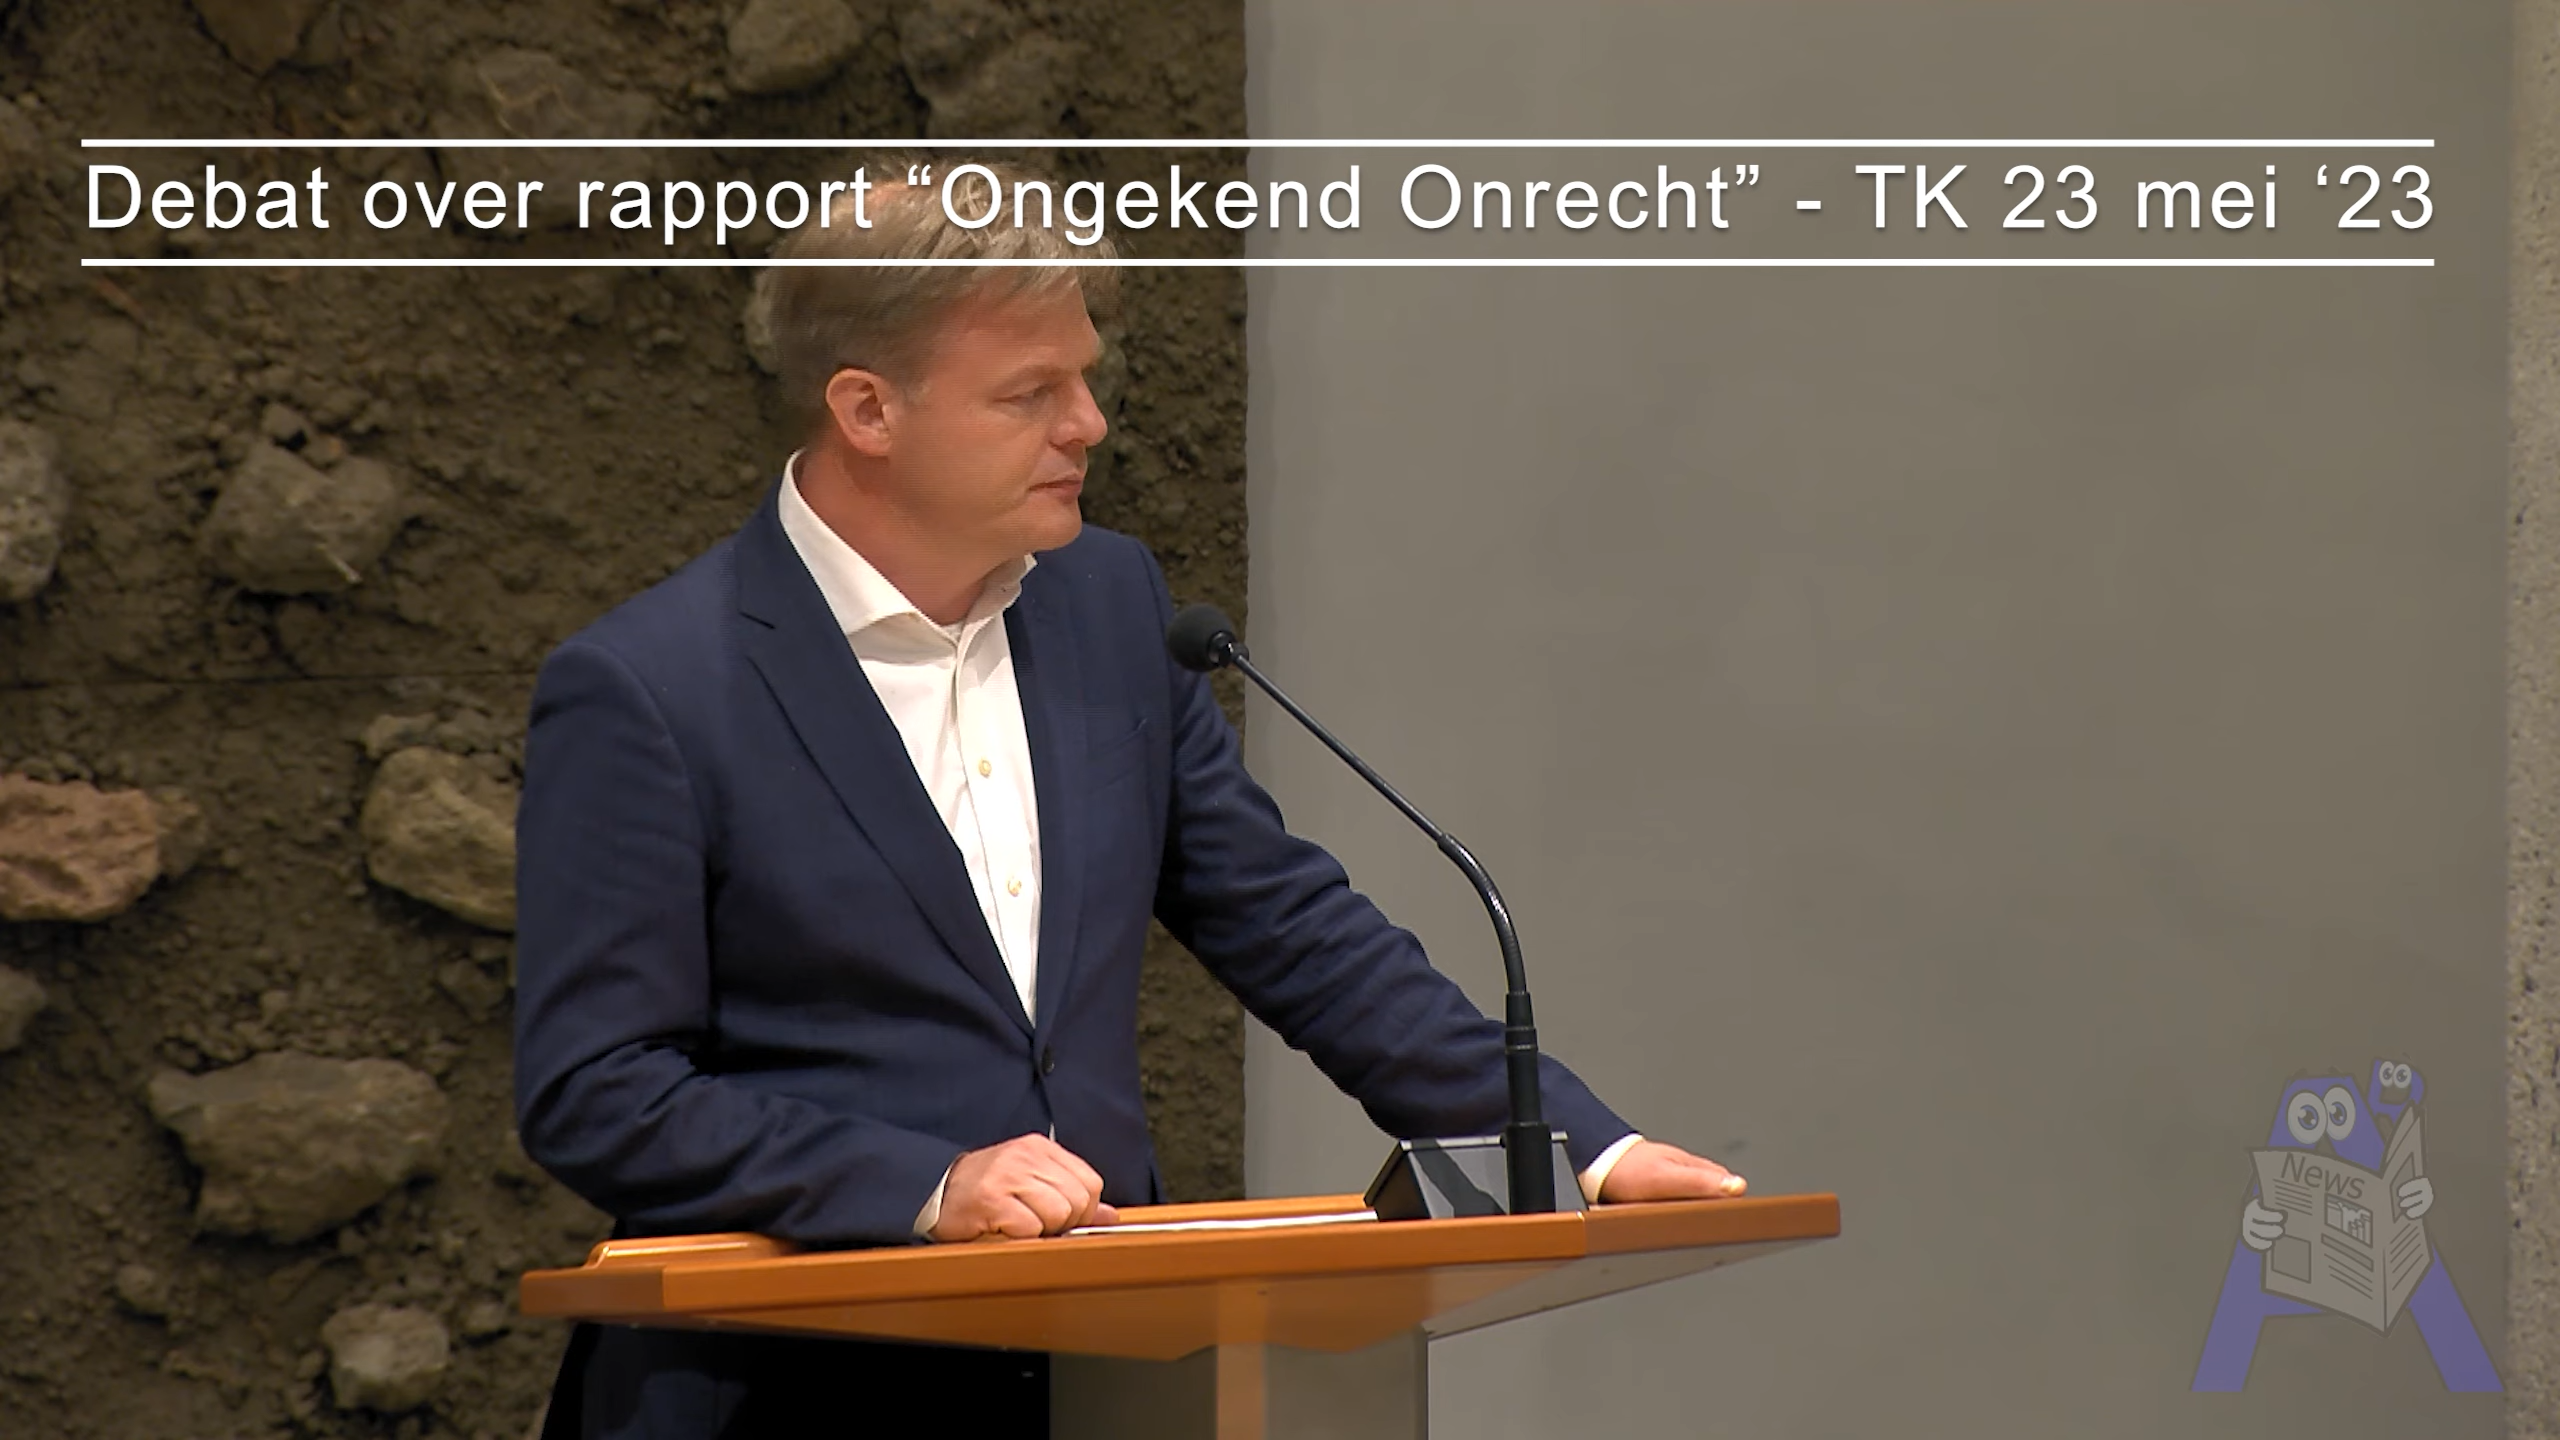 Debat over rapport “Ongekend Onrecht” - TK 23 mei ‘23
News